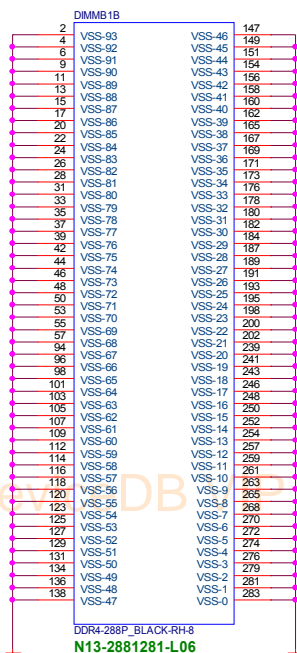 DIMMB1B
2 VSS-93 VSS-46 147
4 VSS-92 VSS-45 149
6 VSS-91 VSS-44 151
9 VSS-90 VSS-43 154
11 VSS-89 VSS-42 156
13 VSS-88 VSS-41 158
15 VSS-87 VSS-40 160
17 VSS-86 VSS-39 162
20 VSS-85 VSS-38 165
22 VSS-84 VSS-37 167
24 VSS-83 VSS-36 169
26 VSS-82 VSS-35 171
28 VSS-81 VSS-34 173
31 VSS-80 VSS-33 176
33 VSS-79 VSS-32 178
35 VSS-78 VSS-31 180
37 VSS-77 VSS-30 182
39 VSS-76 VSS-29 184
42 VSS-75 VSS-28 187
44 VSS-74 VSS-27 189
46 VSS-73 VSS-26 191
48 VSS-72 VSS-25 193
50 VSS-71 VSS-24 195
53 VSS-70 VSS-23 198
55 VSS-69 VSS-22 200
57 VSS-68 VSS-21 202
94 VSS-67 VSS-20 239
96 VSS-66 VSS-19 241
98 VSS-65 VSS-18 243
101 VSS-64 VSS-17 246
103 VSS-63 VSS-16 248
105 VSS-62 VSS-15 250
107 VSS-61 VSS-14 252
109 VSS-60 VSS-13 254
112 VSS-59 VSS-12 257
114 VSS-58 VSS-11 259
116 VSS-57 VSS-10 261
118 VSS-56 VSS-9 263
120 VSS-55 VSS-8 265
123 VSS-54 VSS-7 268
125 VSS-53 VSS-6 270
127 VSS-52 VSS-5 272
129 VSS-51 VSS-4 274
131 VSS-50 VSS-3 276
134 VSS-49 VSS-2 279
136 VSS-48 VSS-1 281
138 VSS-47 VSS-0 283
DDR4-288P_BLACK-RH-8
N13-2881281-L06